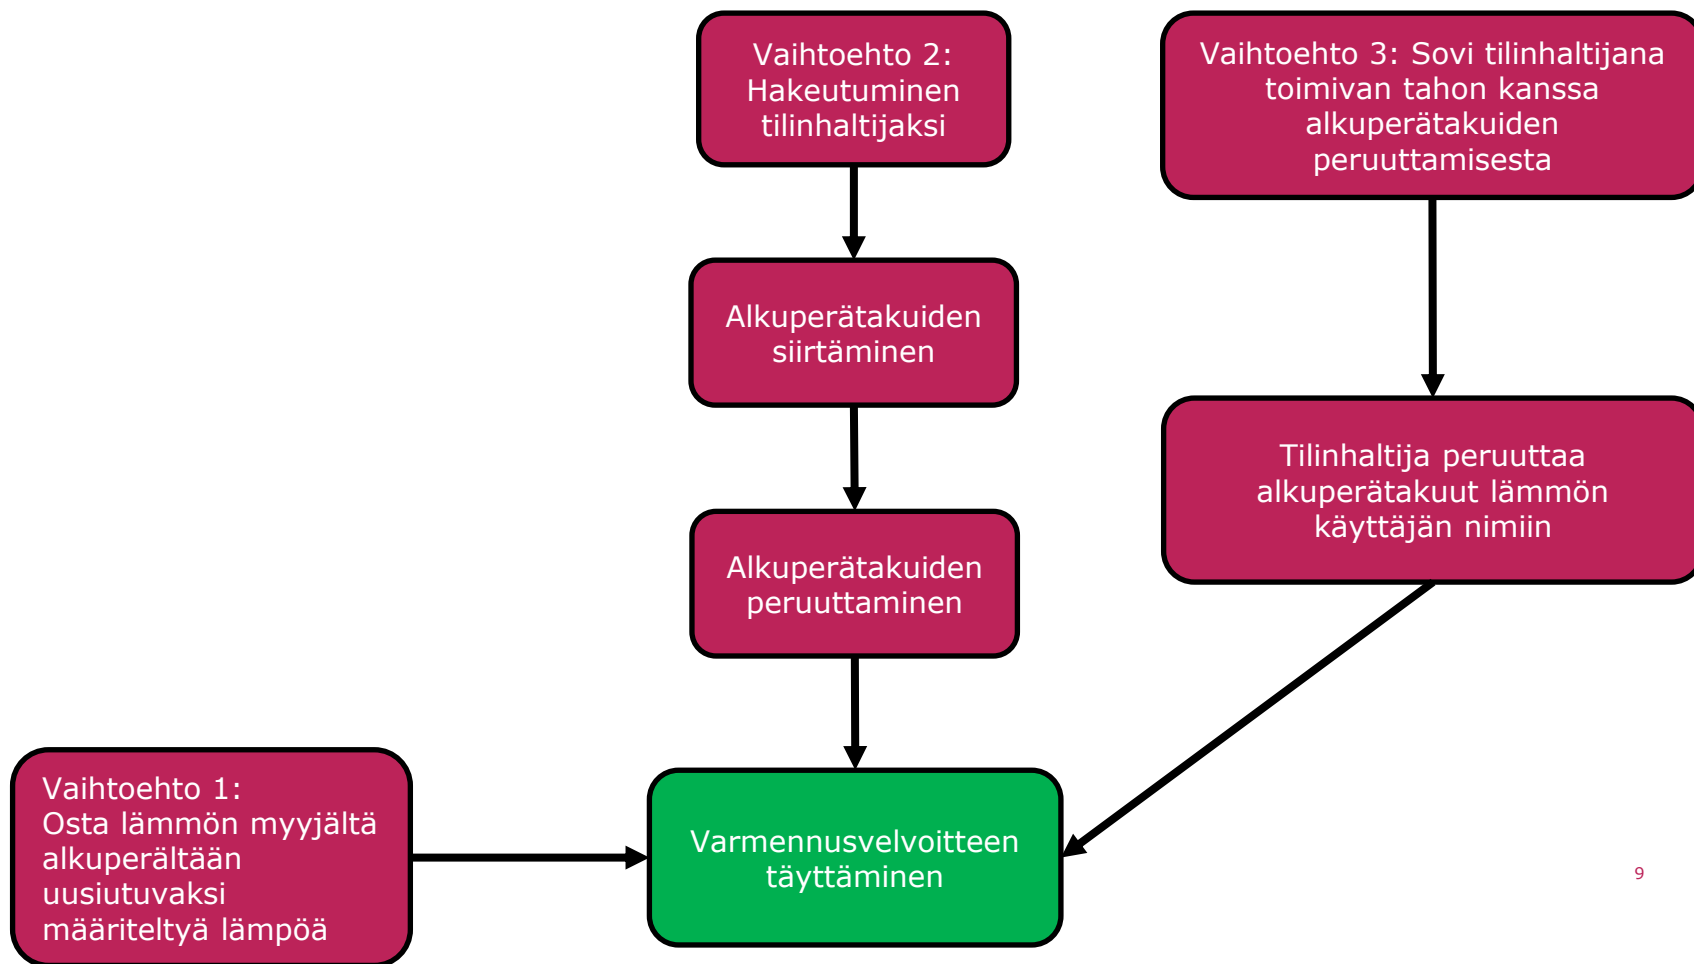 Vaihtoehto 2:
Hakeutuminen
tilinhaltijaksi
Alkuperätakuiden
siirtäminen
Alkuperätakuiden
peruuttaminen
Vaihtoehto 3: Sovi tilinhaltijana
toimivan tahon kanssa
alkuperätakuiden
peruuttamisesta
Tilinhaltija peruuttaa
alkuperätakuut lämmön
käyttäjän nimiin
Vaihtoehto 1:
Osta lämmön myyjältä
alkuperältään
uusiutuvaksi
määriteltyä lämpöä
Varmennusvelvoitteen
täyttäminen
9